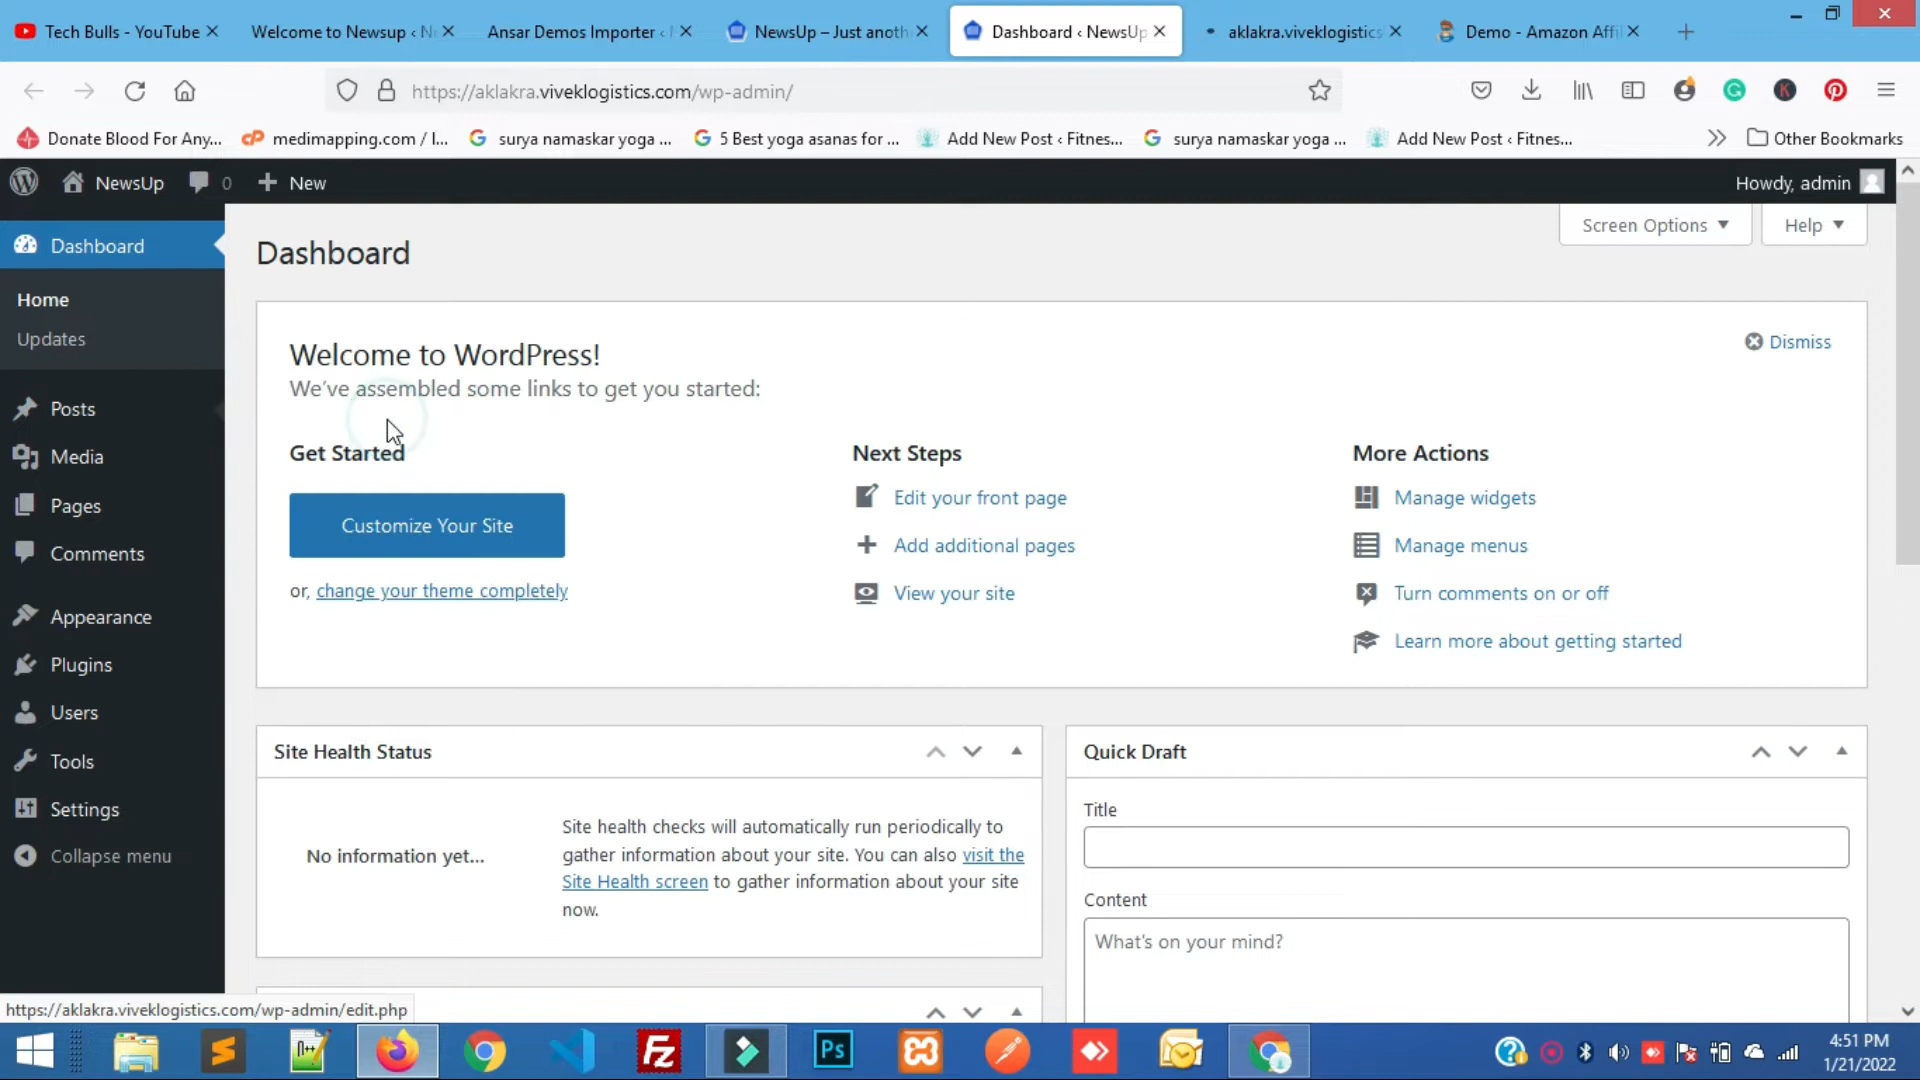 Tech Bulls - YouTube
Welcome to Newsup ‹ N
Ansar Demos Importer ‹
NewsUp – Just anoth
Dashboard ‹ NewsUp
aklakra.viveklogistics
Demo - Amazon Affil
https://aklakra.viveklogistics.com/wp-admin/
Donate Blood For Any...
medimapping.com / l...
surya namaskar yoga ...
5 Best yoga asanas for ...
Add New Post ‹ Fitnes...
surya namaskar yoga ...
Add New Post ‹ Fitnes...
Other Bookmarks
NewsUp
0
New
Howdy, admin
Screen Options
Help
Dashboard
Home
Updates
Posts
Media
Pages
Comments
Appearance
Plugins
Users
Tools
Settings
Collapse menu
Dashboard
Welcome to WordPress!
We've assembled some links to get you started:
Dismiss
Get Started
Customize Your Site
or, change your theme completely
Next Steps
Edit your front page
Add additional pages
View your site
More Actions
Manage widgets
Manage menus
Turn comments on or off
Learn more about getting started
Site Health Status
No information yet...
Site health checks will automatically run periodically to
gather information about your site. You can also visit the
Site Health screen to gather information about your site
now.
Quick Draft
Title
Content
What's on your mind?
https://aklakra.viveklogistics.com/wp-admin/edit.php
4:51 PM
1/21/2022